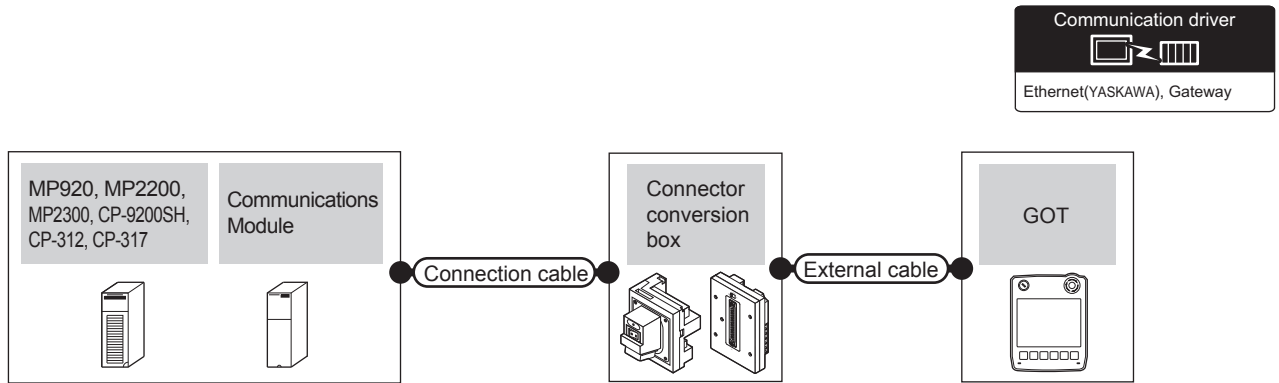 Communication driver
Ethernet(YASKAWA), Gateway
MP920, MP2200,
MP2300, CP-9200SH,
CP-312, CP-317
Communications
Module
Connection cable
Connector
conversion
box
External cable
GOT